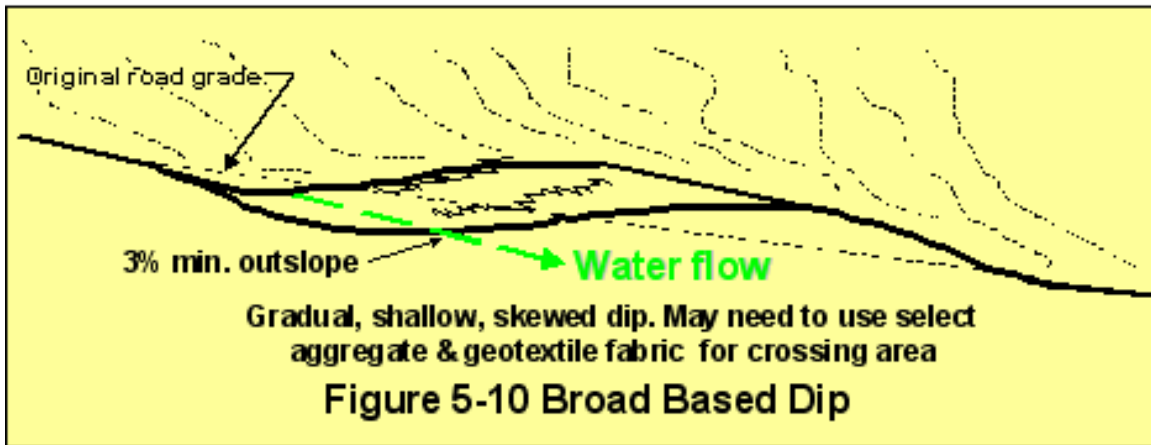 Original road grade
3% min. outslope
Water flow
Gradual, shallow, skewed dip. May need to use select
aggregate & geotextile fabric for crossing area
Figure 5-10 Broad Based Dip